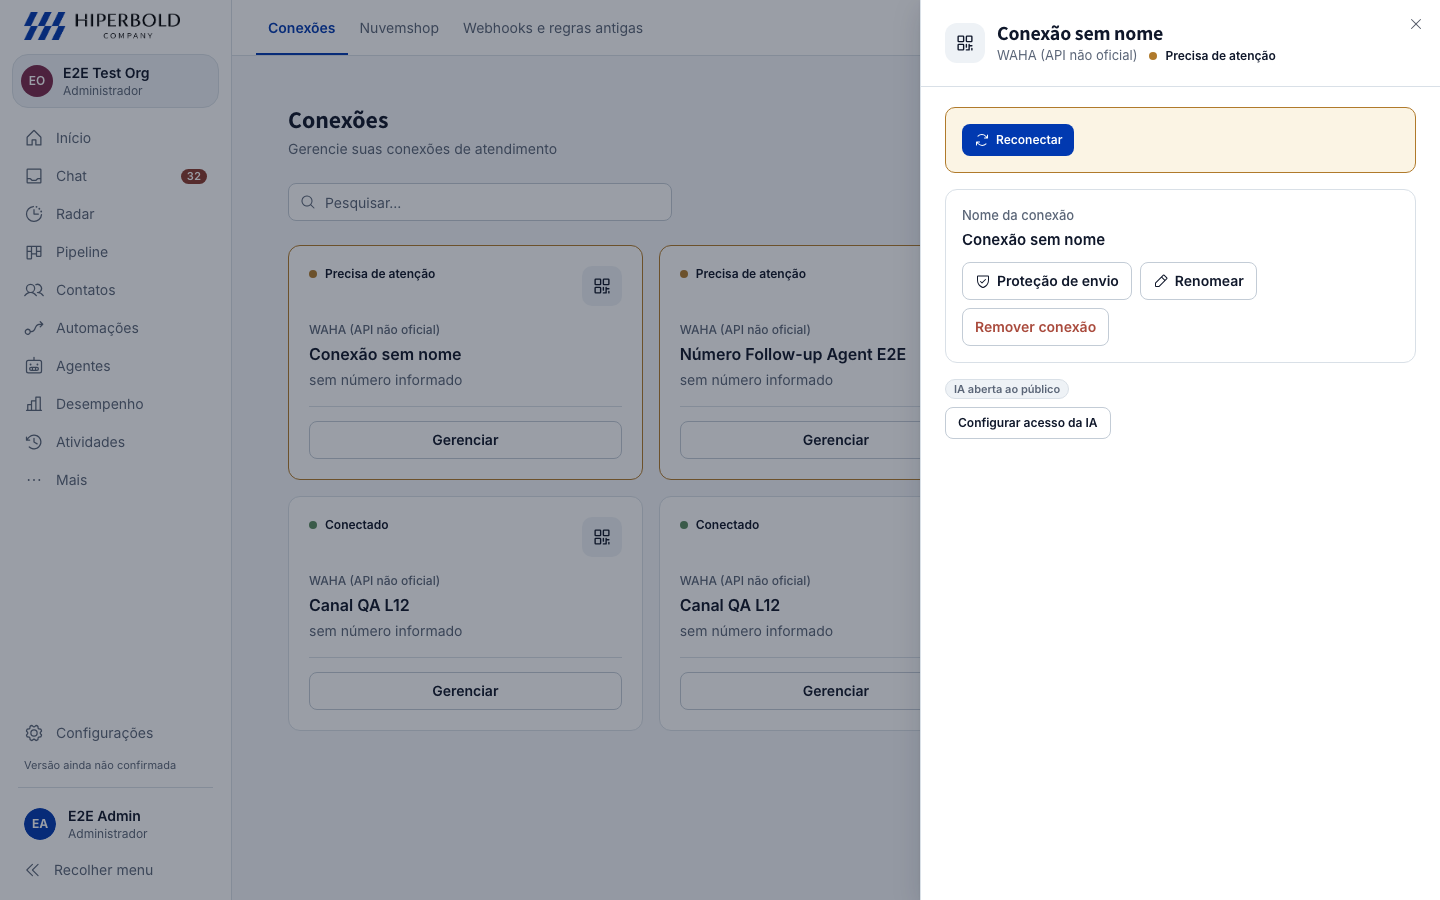 HIPERBOLD
COMPANY
EO
E2E Test Org
Administrador
Início
Chat
32
Radar
Pipeline
Contatos
Automações
Agentes
Desempenho
Atividades
Mais
Configurações
Versão ainda não confirmada
EA
E2E Admin
Administrador
Recolher menu
Conexões
Nuvemshop
Webhooks e regras antigas
Conexões
Gerencie suas conexões de atendimento
Pesquisar...
Precisa de atenção
WAHA (API não oficial)
Conexão sem nome
sem número informado
Gerenciar
Precisa de atenção
WAHA (API não oficial)
Número Follow-up Agent E2E
sem número informado
Gerenciar
Conectado
WAHA (API não oficial)
Canal QA L12
sem número informado
Gerenciar
Conectado
WAHA (API não oficial)
Canal QA L12
sem número informado
Gerenciar
Conexão sem nome
WAHA (API não oficial)
Precisa de atenção
Reconectar
Nome da conexão
Conexão sem nome
Proteção de envio
Renomear
Remover conexão
IA aberta ao público
Configurar acesso da IA